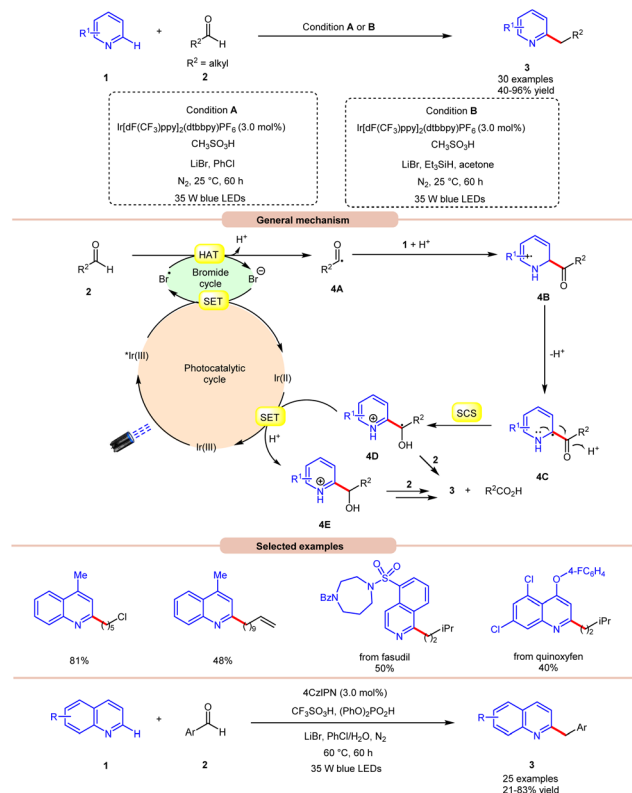 R¹
N
H
1
+
O
R²
H
R² = alkyl
2
Condition A or B
R¹
N
R²
3
30 examples
40-96% yield
Condition A
Ir[dF(CF₃)ppy]₂(dtbbpy)PF₆ (3.0 mol%)
CH₃SO₃H
LiBr, PhCl
N₂, 25 °C, 60 h
35 W blue LEDs
Condition B
Ir[dF(CF₃)ppy]₂(dtbbpy)PF₆ (3.0 mol%)
CH₃SO₃H
LiBr, Et₃SiH, acetone
N₂, 25 °C, 60 h
35 W blue LEDs
General mechanism
O
R²
H
2
HAT
H⁺
Br•
Bromide
cycle
Br⊖
SET
O
R²
4A
1 + H⁺
R¹
N
H
R²
O
4B
-H⁺
*Ir(III)
Photocatalytic
cycle
Ir(II)
SET
H⁺
Ir(III)
R¹
N
H
R²
OH
4D
SCS
R¹
N
H
R²
O
H⁺
4C
2
R¹
N
H
R²
OH
4E
2
3 + R²CO₂H
Selected examples
Me
N
( )₅
Cl
81%
Me
N
( )₉
48%
BzN
N
O O
S
N
( )₂
iPr
from fasudil
50%
4-FC₆H₄
Cl
O
Cl
N
( )₂
iPr
from quinoxyfen
40%
R
N
H
1
+
O
Ar
H
2
4CzIPN (3.0 mol%)
CF₃SO₃H, (PhO)₂PO₂H
LiBr, PhCl/H₂O, N₂
60 °C, 60 h
35 W blue LEDs
R
N
Ar
3
25 examples
21-83% yield